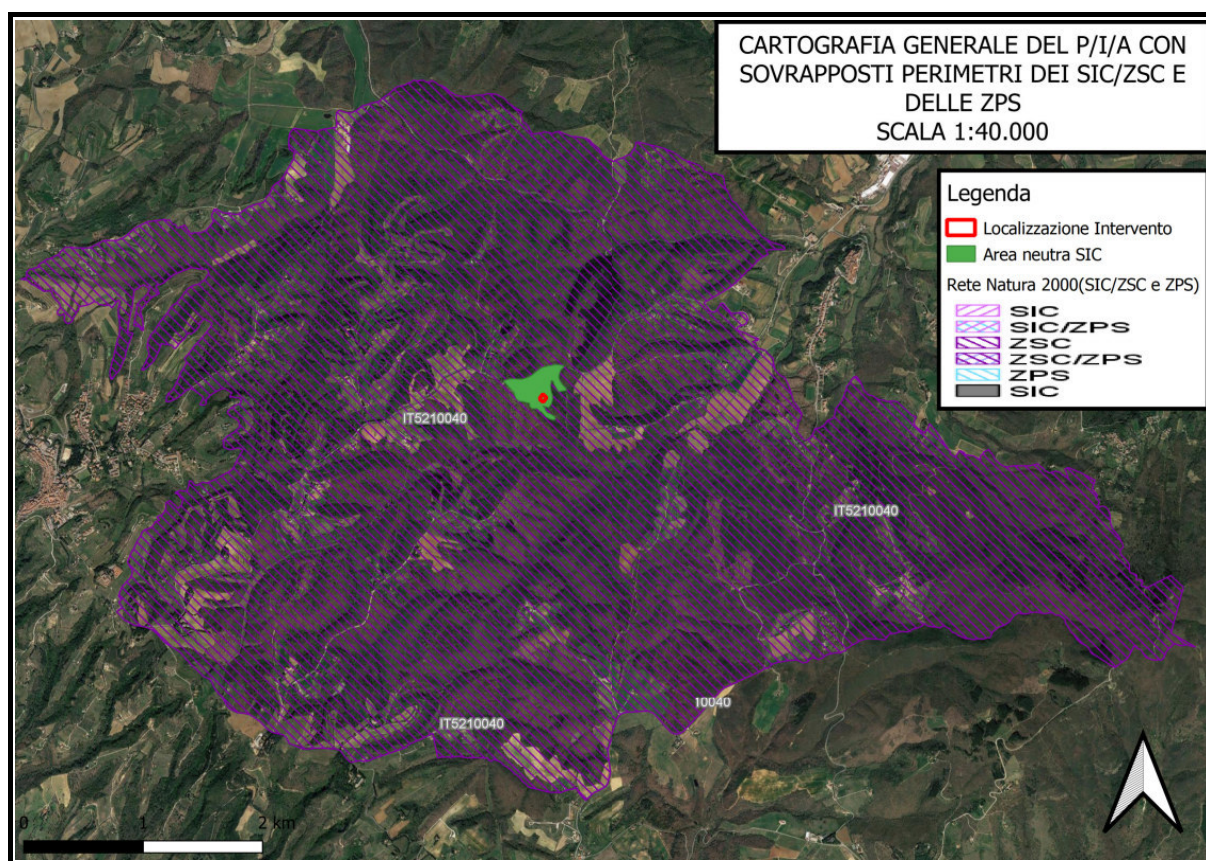 CARTOGRAFIA GENERALE DEL P/I/A CON
SOVRAPPOSTI PERIMETRI DEI SIC/ZSC E
DELLE ZPS
SCALA 1:40.000
Legenda
Localizzazione Intervento
Area neutra SIC
Rete Natura 2000(SIC/ZSC e ZPS)
SIC
SIC/ZPS
ZSC
ZSC/ZPS
ZPS
SIC
IT5210040
IT5210040
10040
IT5210040
0 1 2 km